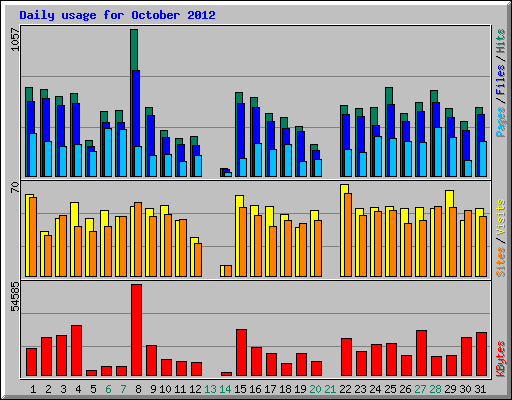 Daily usage for October 2012
1057
Pages / Files / Hits
70
Sites / Visits
54585
KBytes
1 2 3 4 5 6 7 8 9 10 11 12 13 14 15 16 17 18 19 20 21 22 23 24 25 26 27 28 29 30 31